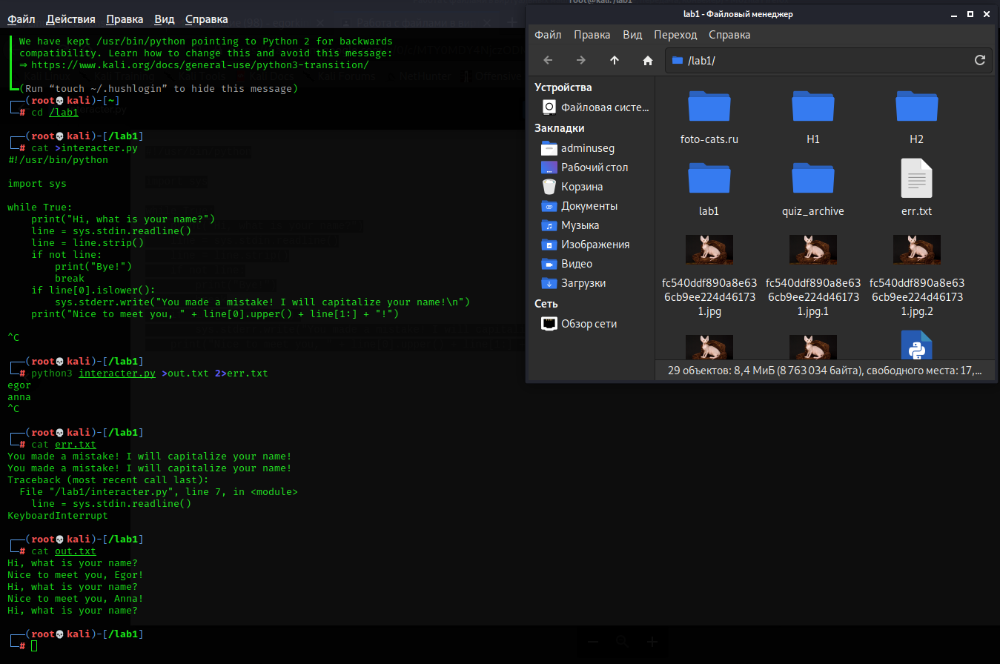 Файл Действия Правка Вид Справка
We have kept /usr/bin/python pointing to Python 2 for backwards
compatibility. Learn how to change this and avoid this message:
⇒ https://www.kali.org/docs/general-use/python3-transition/
(Run “touch ~/.hushlogin” to hide this message)
(root💀kali)-[~]
# cd /lab1
(root💀kali)-[/lab1]
# cat >interacter.py
#!/usr/bin/python
import sys
while True:
    print("Hi, what is your name?")
    line = sys.stdin.readline()
    line = line.strip()
    if not line:
        print("Bye!")
        break
    if line[0].islower():
        sys.stderr.write("You made a mistake! I will capitalize your name!\n")
    print("Nice to meet you, " + line[0].upper() + line[1:] + "!")
^C
(root💀kali)-[/lab1]
# python3 interacter.py >out.txt 2>err.txt
egor
anna
^C
(root💀kali)-[/lab1]
# cat err.txt
You made a mistake! I will capitalize your name!
You made a mistake! I will capitalize your name!
Traceback (most recent call last):
  File "/lab1/interacter.py", line 7, in <module>
    line = sys.stdin.readline()
KeyboardInterrupt
(root💀kali)-[/lab1]
# cat out.txt
Hi, what is your name?
Nice to meet you, Egor!
Hi, what is your name?
Nice to meet you, Anna!
Hi, what is your name?
(root💀kali)-[/lab1]
#
lab1 - Файловый менеджер
Файл Правка Вид Переход Справка
/lab1/
Устройства
Файловая систе...
Закладки
adminuseg
Рабочий стол
Корзина
Документы
Музыка
Изображения
Видео
Загрузки
Сеть
Обзор сети
foto-cats.ru H1 H2
lab1 quiz_archive err.txt
fc540ddf890a8e63 fc540ddf890a8e63 fc540ddf890a8e63
6cb9ee224d46173 6cb9ee224d46173 6cb9ee224d46173
1.jpg 1.jpg.1 1.jpg.2
29 объектов: 8,4 МиБ (8 763 034 байта), свободного места: 17,...